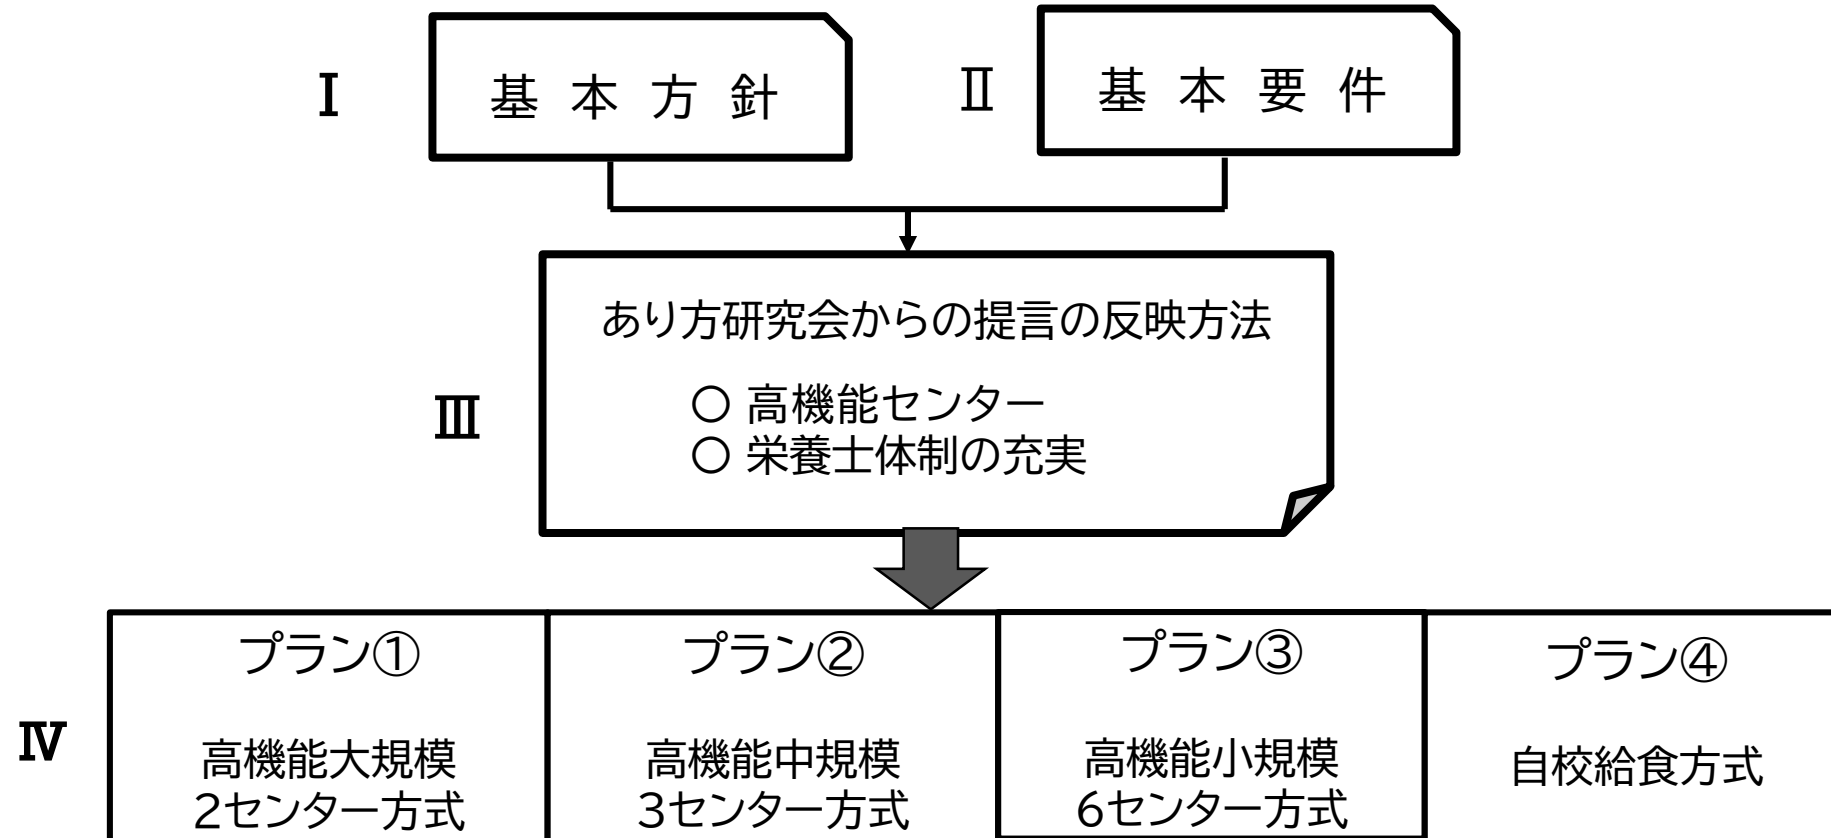 Ⅰ
基本方針
Ⅱ
基本要件
Ⅲ
あり方研究会からの提言の反映方法
○ 高機能センター
○ 栄養士体制の充実
Ⅳ
プラン①
高機能大規模
2センター方式
プラン②
高機能中規模
3センター方式
プラン③
高機能小規模
6センター方式
プラン④
自校給食方式